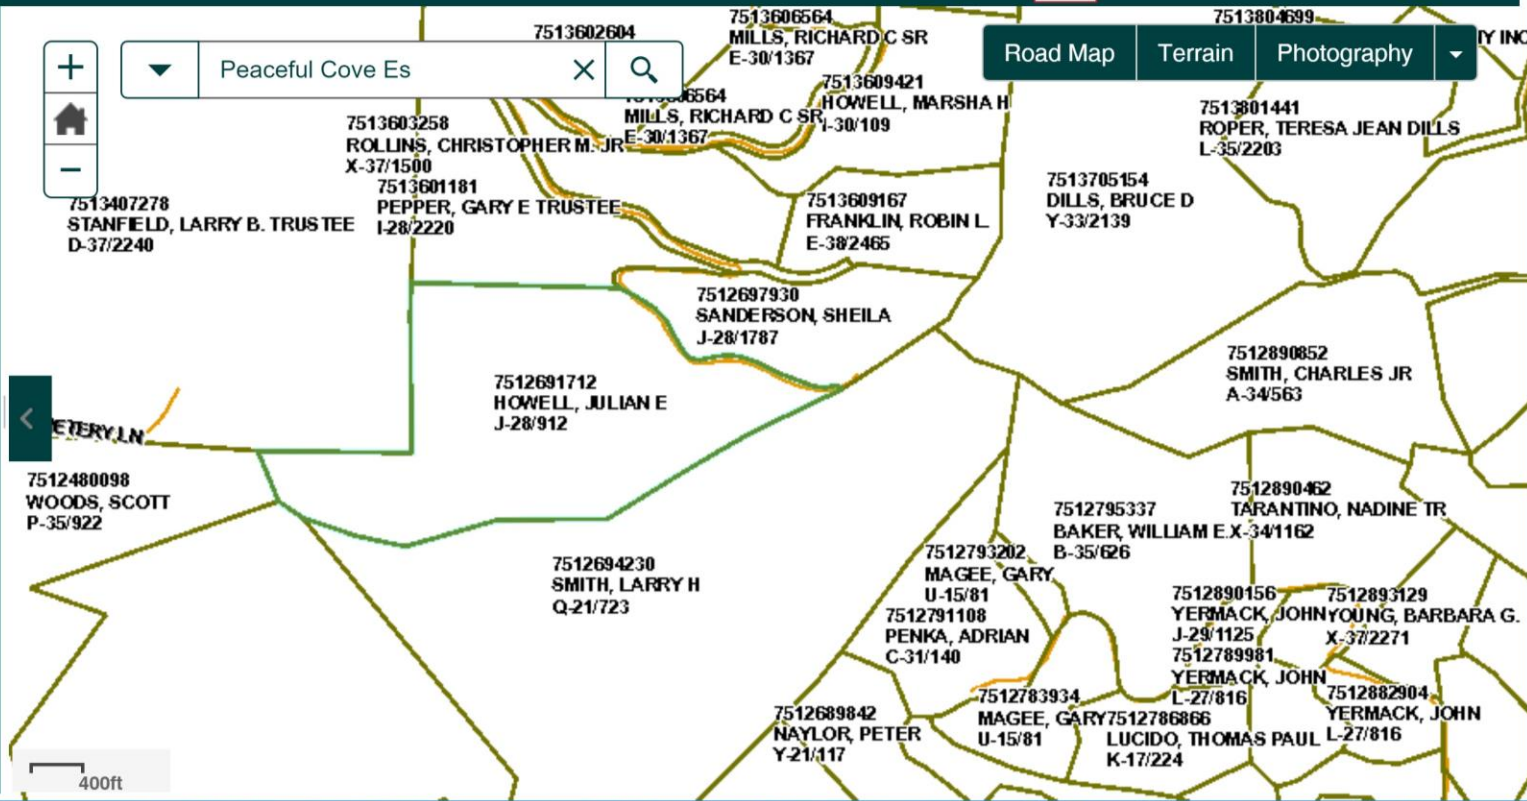 7513602604
7513606564
MILLS, RICHARD C SR
E-30/1367
7513804699
Peaceful Cove Es
Road Map
Terrain
Photography
7513609421
HOWELL, MARSHA H
I-30/109
MILLS, RICHARD C SR
E-30/1367
7513603258
ROLLINS, CHRISTOPHER M. JR
X-37/1500
7513801441
ROPER, TERESA JEAN DILLS
L-35/2203
7513407278
STANFIELD, LARRY B. TRUSTEE
D-37/2240
7513601181
PEPPER, GARY E TRUSTEE
I-28/2220
7513609167
FRANKLIN, ROBIN L
E-38/2465
7513705154
DILLS, BRUCE D
Y-33/2139
7512697930
SANDERSON, SHEILA
J-28/1787
7512890852
SMITH, CHARLES JR
A-34/563
7512691712
HOWELL, JULIAN E
J-28/912
ETERY LN
7512480098
WOODS, SCOTT
P-35/922
7512890462
TARANTINO, NADINE TR
X-34/1162
7512795337
BAKER, WILLIAM E.
B-35/626
7512694230
SMITH, LARRY H
Q-21/723
7512793202
MAGEE, GARY
U-15/81
7512791108
PENKA, ADRIAN
C-31/140
7512890156
YERMACK, JOHN
J-29/1125
7512893129
YOUNG, BARBARA G.
X-37/2271
7512789981
YERMACK, JOHN
L-27/816
7512882904
YERMACK, JOHN
L-27/816
7512783934
MAGEE, GARY
U-15/81
7512786866
LUCIDO, THOMAS PAUL
K-17/224
7512689842
NAYLOR, PETER
Y-21/117
400ft